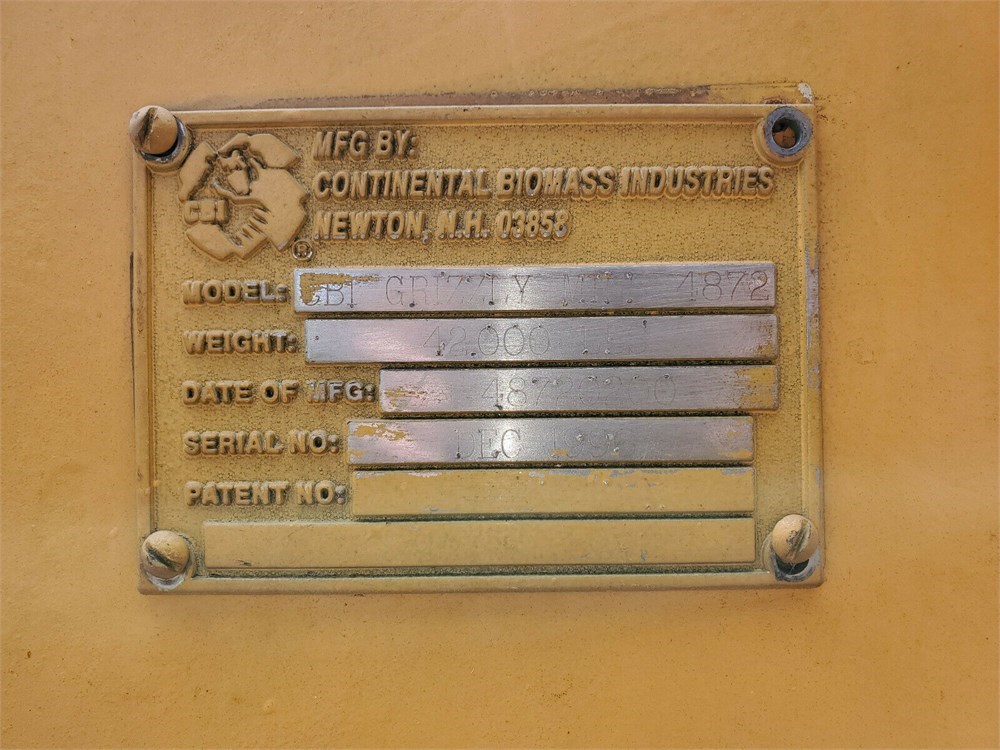 MFG BY:
CONTINENTAL BIOMASS INDUSTRIES
NEWTON, N.H. 03858
CBI
®
MODEL: CBI GRIZZLY MILL 4872
WEIGHT: 42,000
DATE OF MFG:
SERIAL NO: DEC
PATENT NO: